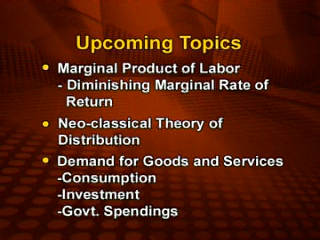 Upcoming Topics
Marginal Product of Labor
- Diminishing Marginal Rate of
Return
Neo-classical Theory of
Distribution
Demand for Goods and Services
-Consumption
-Investment
-Govt. Spendings